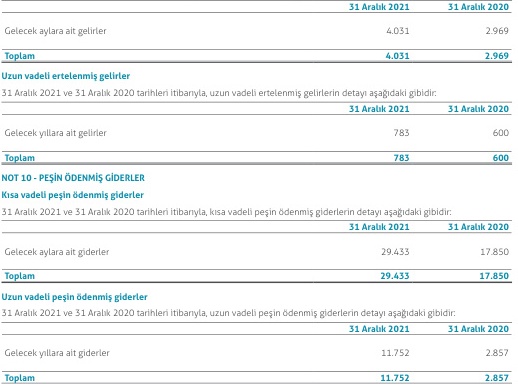 31 Aralık 2021 31 Aralık 2020
Gelecek aylara ait gelirler 4.031 2.969
Toplam 4.031 2.969
Uzun vadeli ertelenmiş gelirler
31 Aralık 2021 ve 31 Aralık 2020 tarihleri itibarıyla, uzun vadeli ertelenmiş gelirlerin detayı aşağıdaki gibidir:
31 Aralık 2021 31 Aralık 2020
Gelecek yıllara ait gelirler 783 600
Toplam 783 600
NOT 10 - PEŞİN ÖDENMİŞ GİDERLER
Kısa vadeli peşin ödenmiş giderler
31 Aralık 2021 ve 31 Aralık 2020 tarihleri itibarıyla, kısa vadeli peşin ödenmiş giderlerin detayı aşağıdaki gibidir:
31 Aralık 2021 31 Aralık 2020
Gelecek aylara ait giderler 29.433 17.850
Toplam 29.433 17.850
Uzun vadeli peşin ödenmiş giderler
31 Aralık 2021 ve 31 Aralık 2020 tarihleri itibarıyla, uzun vadeli peşin ödenmiş giderlerin detayı aşağıdaki gibidir:
31 Aralık 2021 31 Aralık 2020
Gelecek yıllara ait giderler 11.752 2.857
Toplam 11.752 2.857